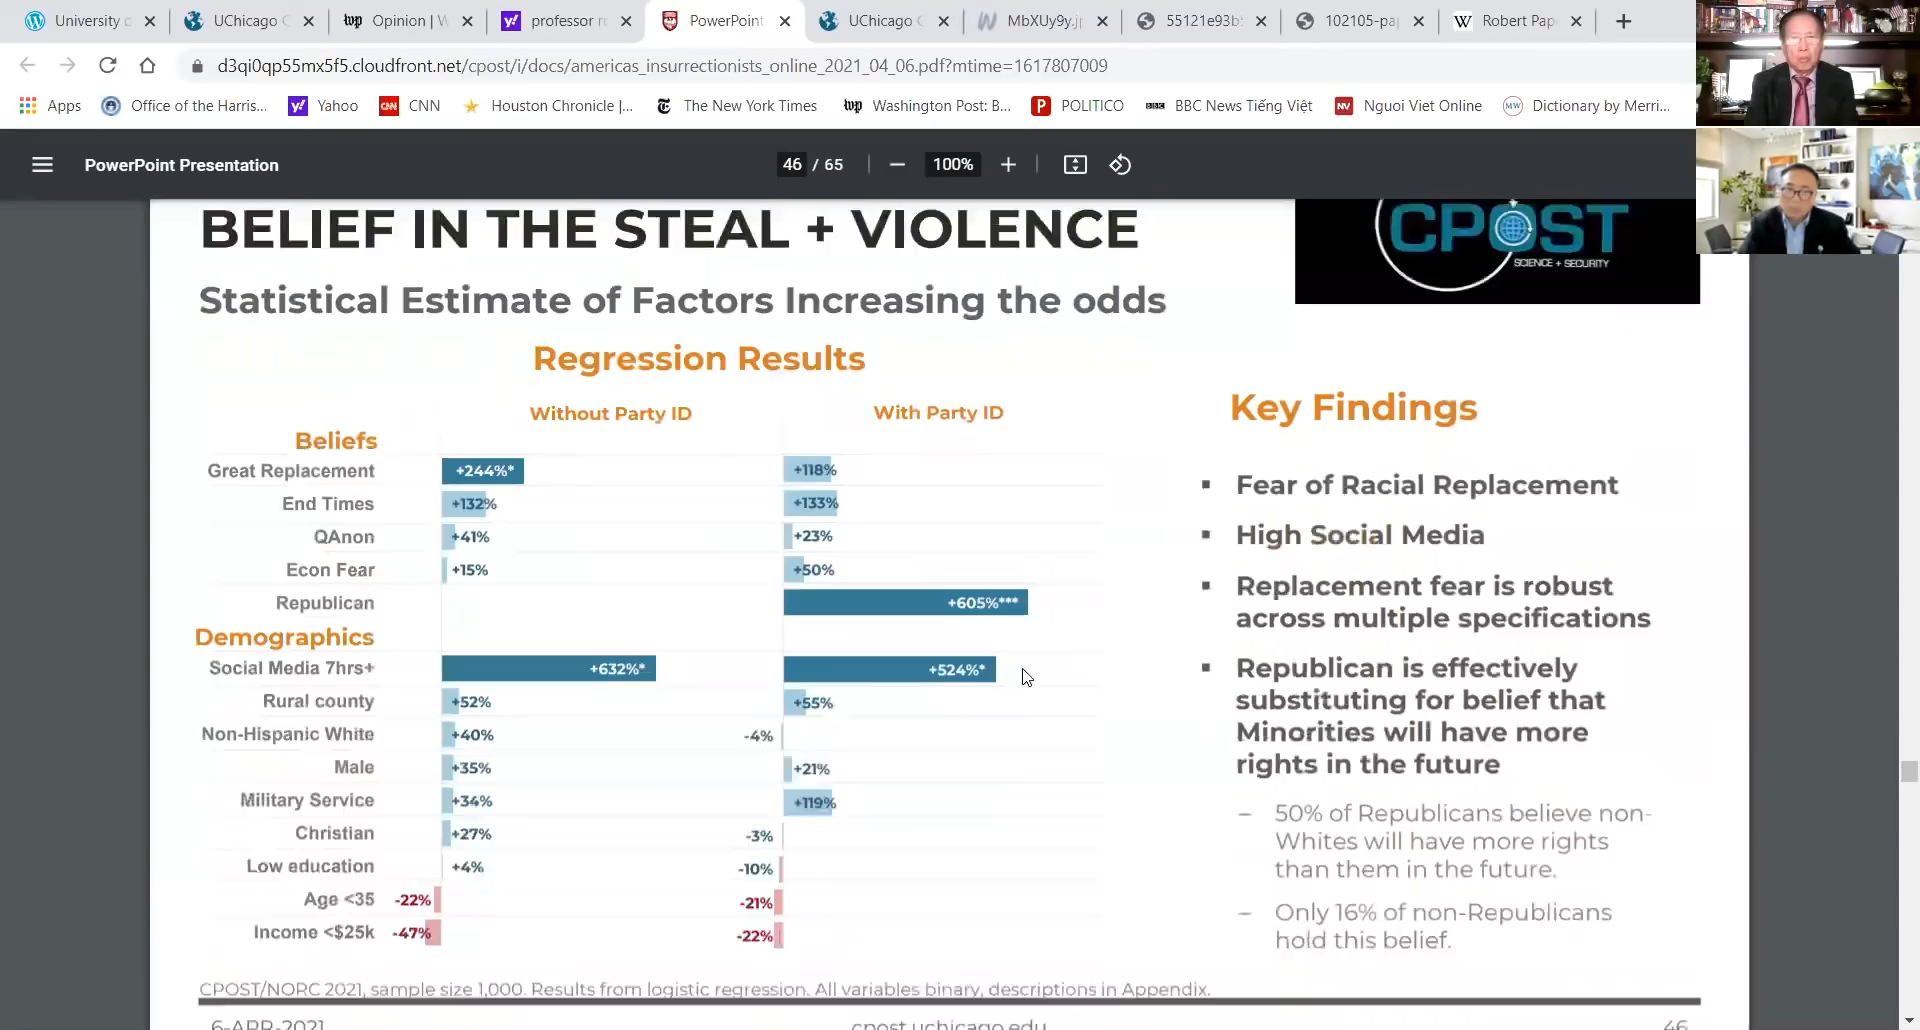 University
UChicago
Opinion | W
professor r
PowerPoint
UChicago
MbXUy9y.j
55121e93b
102105-pa
Robert Pap
d3qi0qp55mx5f5.cloudfront.net/cpost/i/docs/americas_insurrectionists_online_2021_04_06.pdf?mtime=1617807009
Apps Office of the Harris... Yahoo CNN Houston Chronicle |... The New York Times Washington Post: B... POLITICO BBC News Tiếng Việt Nguoi Viet Online Dictionary by Merri...
PowerPoint Presentation 46 / 65 100%
BELIEF IN THE STEAL + VIOLENCE
CPOST
SCIENCE + SECURITY
Statistical Estimate of Factors Increasing the odds
Regression Results
Without Party ID With Party ID
Beliefs
Great Replacement +244%* +118%
End Times +132% +133%
QAnon +41% +23%
Econ Fear +15% +50%
Republican +605%***
Demographics
Social Media 7hrs+ +632%* +524%*
Rural county +52% +55%
Non-Hispanic White +40% -4%
Male +35% +21%
Military Service +34% +119%
Christian +27% -3%
Low education +4% -10%
Age <35 -22% -21%
Income <$25k -47% -22%
Key Findings
▪ Fear of Racial Replacement
▪ High Social Media
▪ Replacement fear is robust
across multiple specifications
▪ Republican is effectively
substituting for belief that
Minorities will have more
rights in the future
– 50% of Republicans believe non-
Whites will have more rights
than them in the future.
– Only 16% of non-Republicans
hold this belief.
CPOST/NORC 2021, sample size 1,000. Results from logistic regression. All variables binary, descriptions in Appendix.
6-APR-2021 cpost.uchicago.edu 46